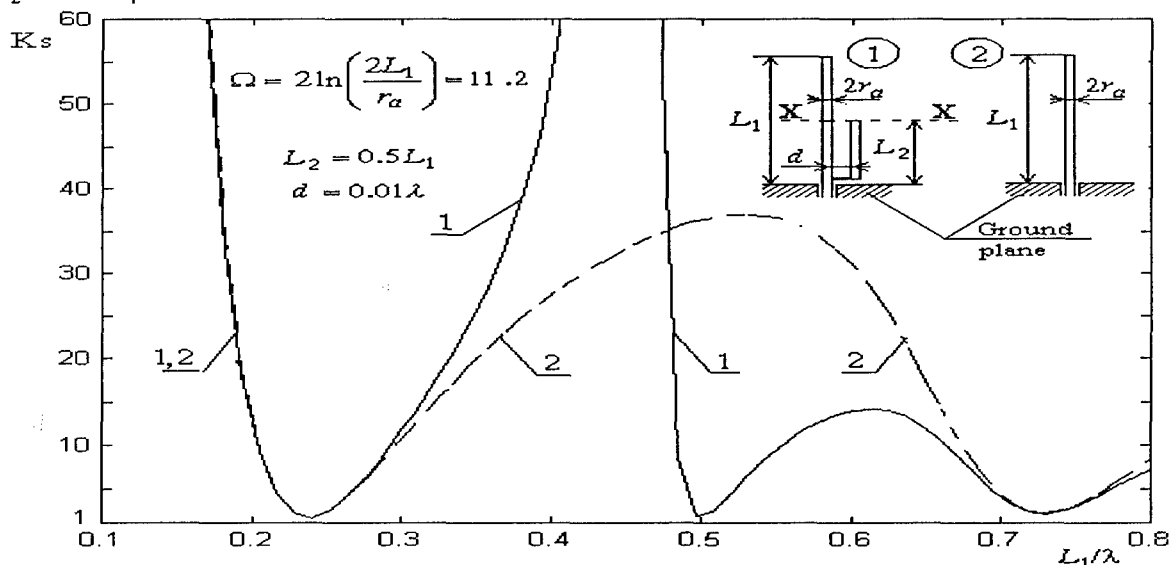 60
Ks
50
40
30
20
10
1
0.1
0.2
0.3
0.4
0.5
0.6
0.7
0.8
L₁/λ
Ω = 2ln(2L₁/rₐ) = 11.2
L₂ = 0.5L₁
d = 0.01λ
1
1,2
2
1
2
1
2
L₁
X
2rₐ
X
d
L₂
L₁
2rₐ
Ground
plane